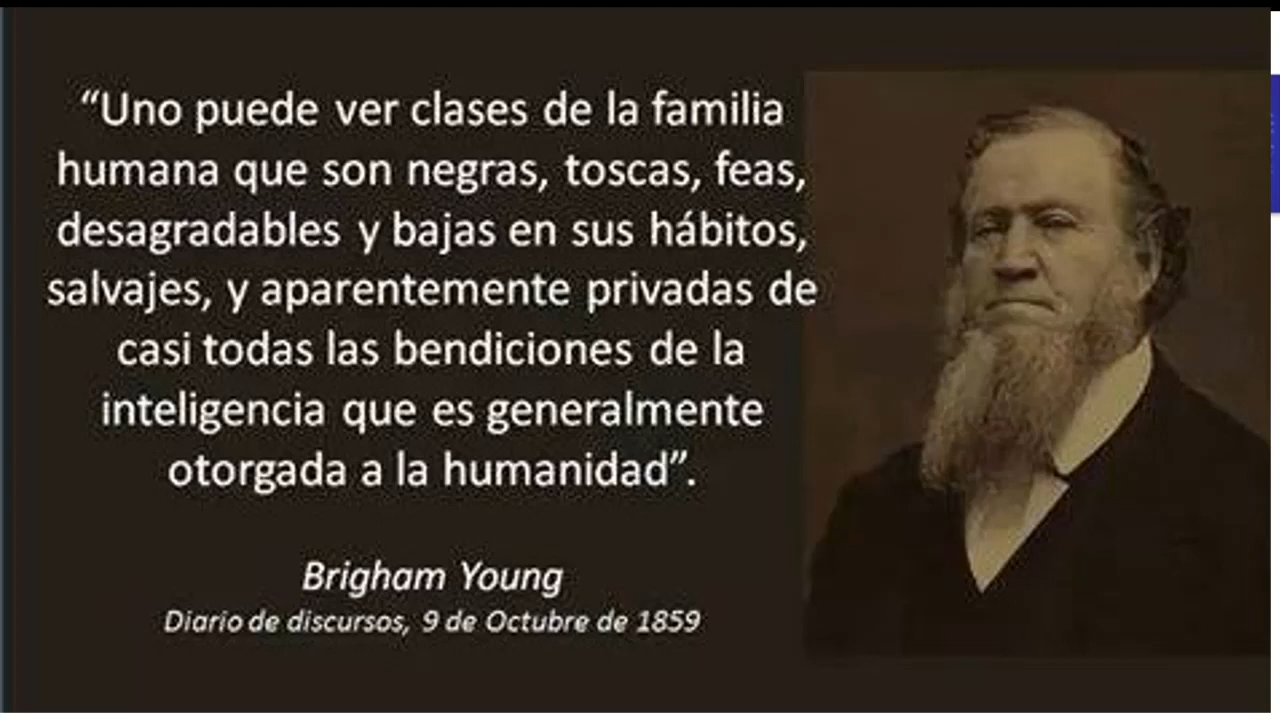 “Uno puede ver clases de la familia
humana que son negras, toscas, feas,
desagradables y bajas en sus hábitos,
salvajes, y aparentemente privadas de
casi todas las bendiciones de la
inteligencia que es generalmente
otorgada a la humanidad”.
Brigham Young
Diario de discursos, 9 de Octubre de 1859